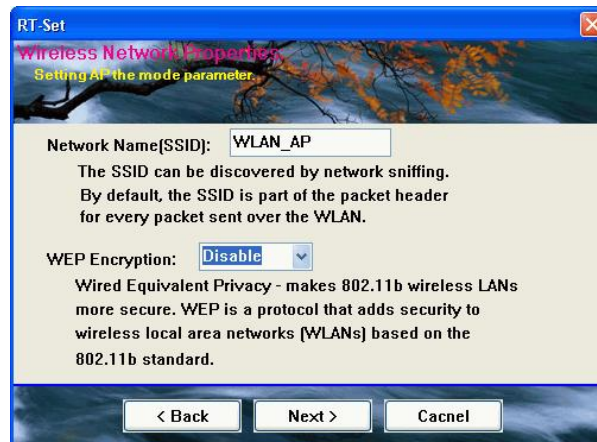 RT-Set
Wireless Network Properties.
Setting AP the mode parameter.
Network Name(SSID): WLAN_AP
The SSID can be discovered by network sniffing.
By default, the SSID is part of the packet header
for every packet sent over the WLAN.
WEP Encryption: Disable
Wired Equivalent Privacy - makes 802.11b wireless LANs
more secure. WEP is a protocol that adds security to
wireless local area networks (WLANs) based on the
802.11b standard.
< Back Next > Cacnel